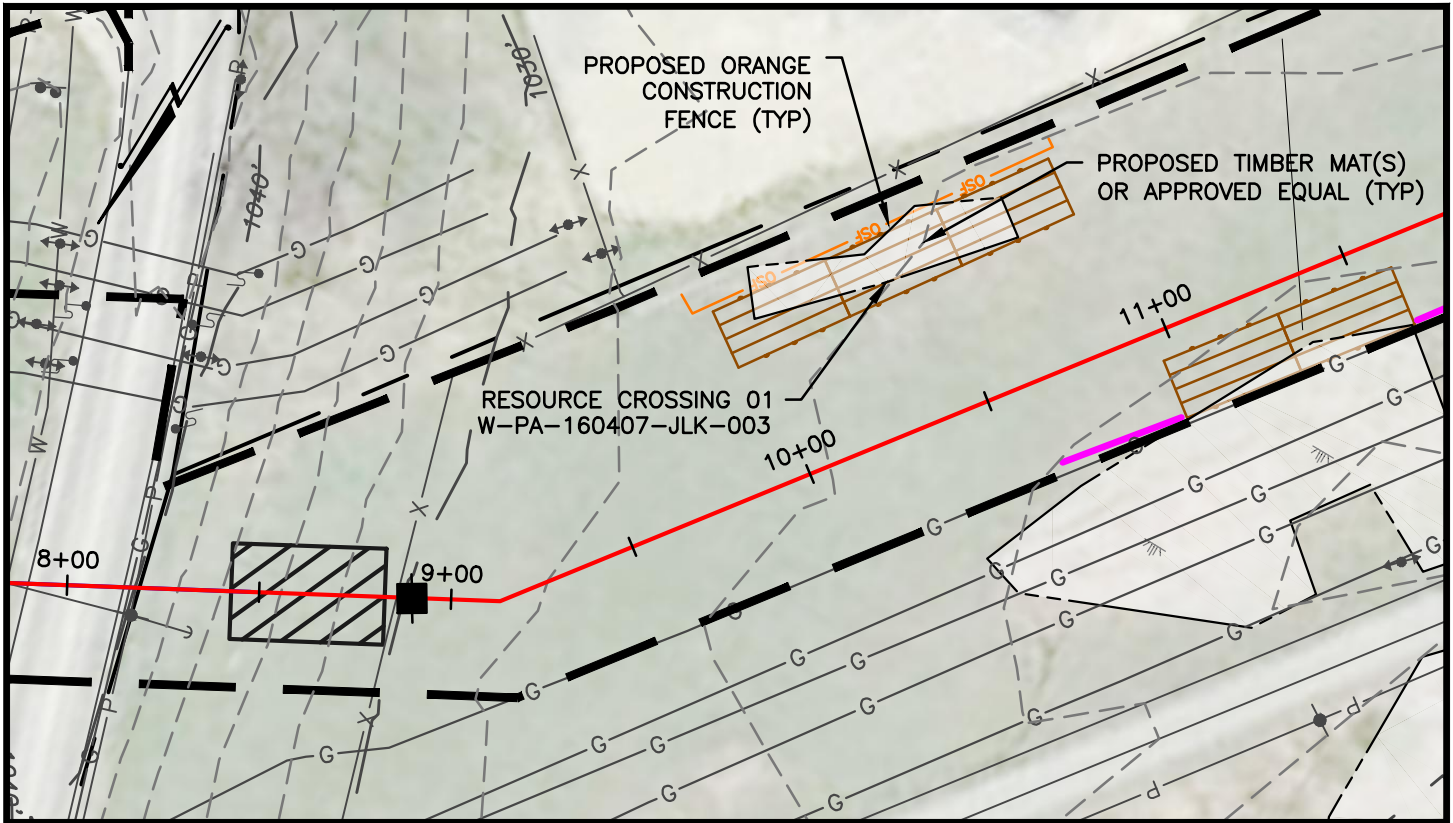 PROPOSED ORANGE
CONSTRUCTION
FENCE (TYP)
1030'
PROPOSED TIMBER MAT(S)
OR APPROVED EQUAL (TYP)
1040'
OSF
OSF
OSF
11+00
RESOURCE CROSSING 01
W-PA-160407-JLK-003
10+00
8+00
9+00